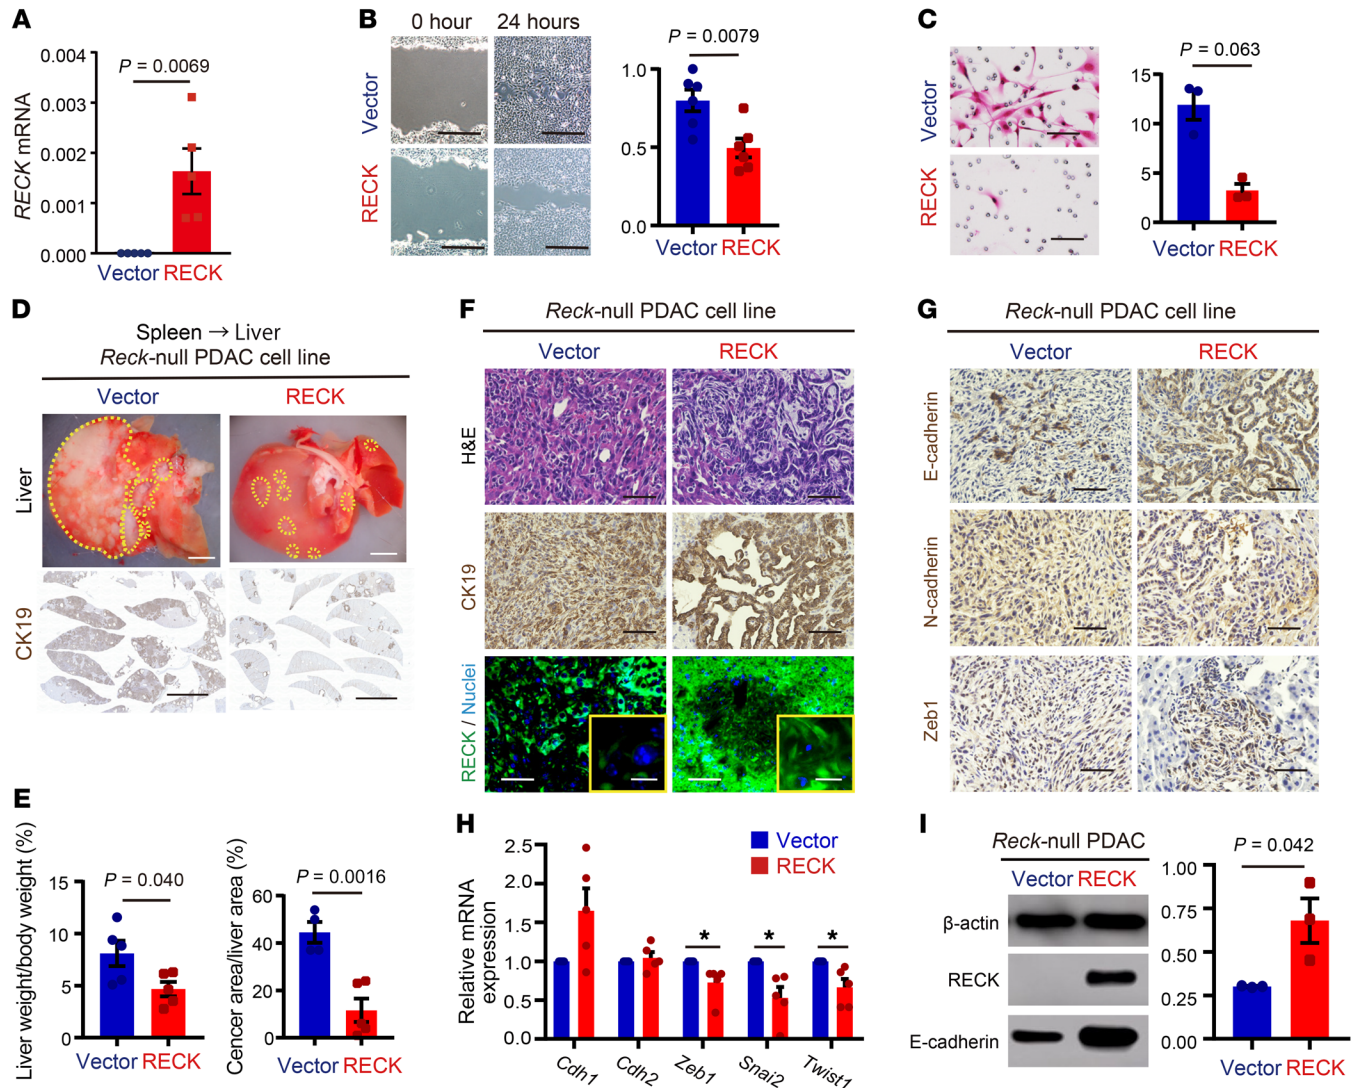 A
RECK mRNA
0.004
0.003
0.002
0.001
0.000
P = 0.0069
Vector RECK
B
0 hour
24 hours
Vector
RECK
P = 0.0079
1.0
0.5
0.0
Vector RECK
C
Vector
RECK
P = 0.063
15
10
5
0
Vector RECK
D
Spleen → Liver
Reck-null PDAC cell line
Vector
RECK
Liver
CK19
E
Liver weight/body weight (%)
15
10
5
0
P = 0.040
Vector RECK
Cencer area/liver area (%)
60
40
20
0
P = 0.0016
Vector RECK
F
Reck-null PDAC cell line
Vector
RECK
H&E
CK19
RECK / Nuclei
G
Reck-null PDAC cell line
Vector
RECK
E-cadherin
N-cadherin
Zeb1
H
Relative mRNA
expression
2.5
2.0
1.5
1.0
0.5
0.0
Vector
RECK
* * *
Cdh1
Cdh2
Zeb1
Snai2
Twist1
I
Reck-null PDAC
Vector RECK
β-actin
RECK
E-cadherin
P = 0.042
1.00
0.75
0.50
0.25
0.00
Vector RECK